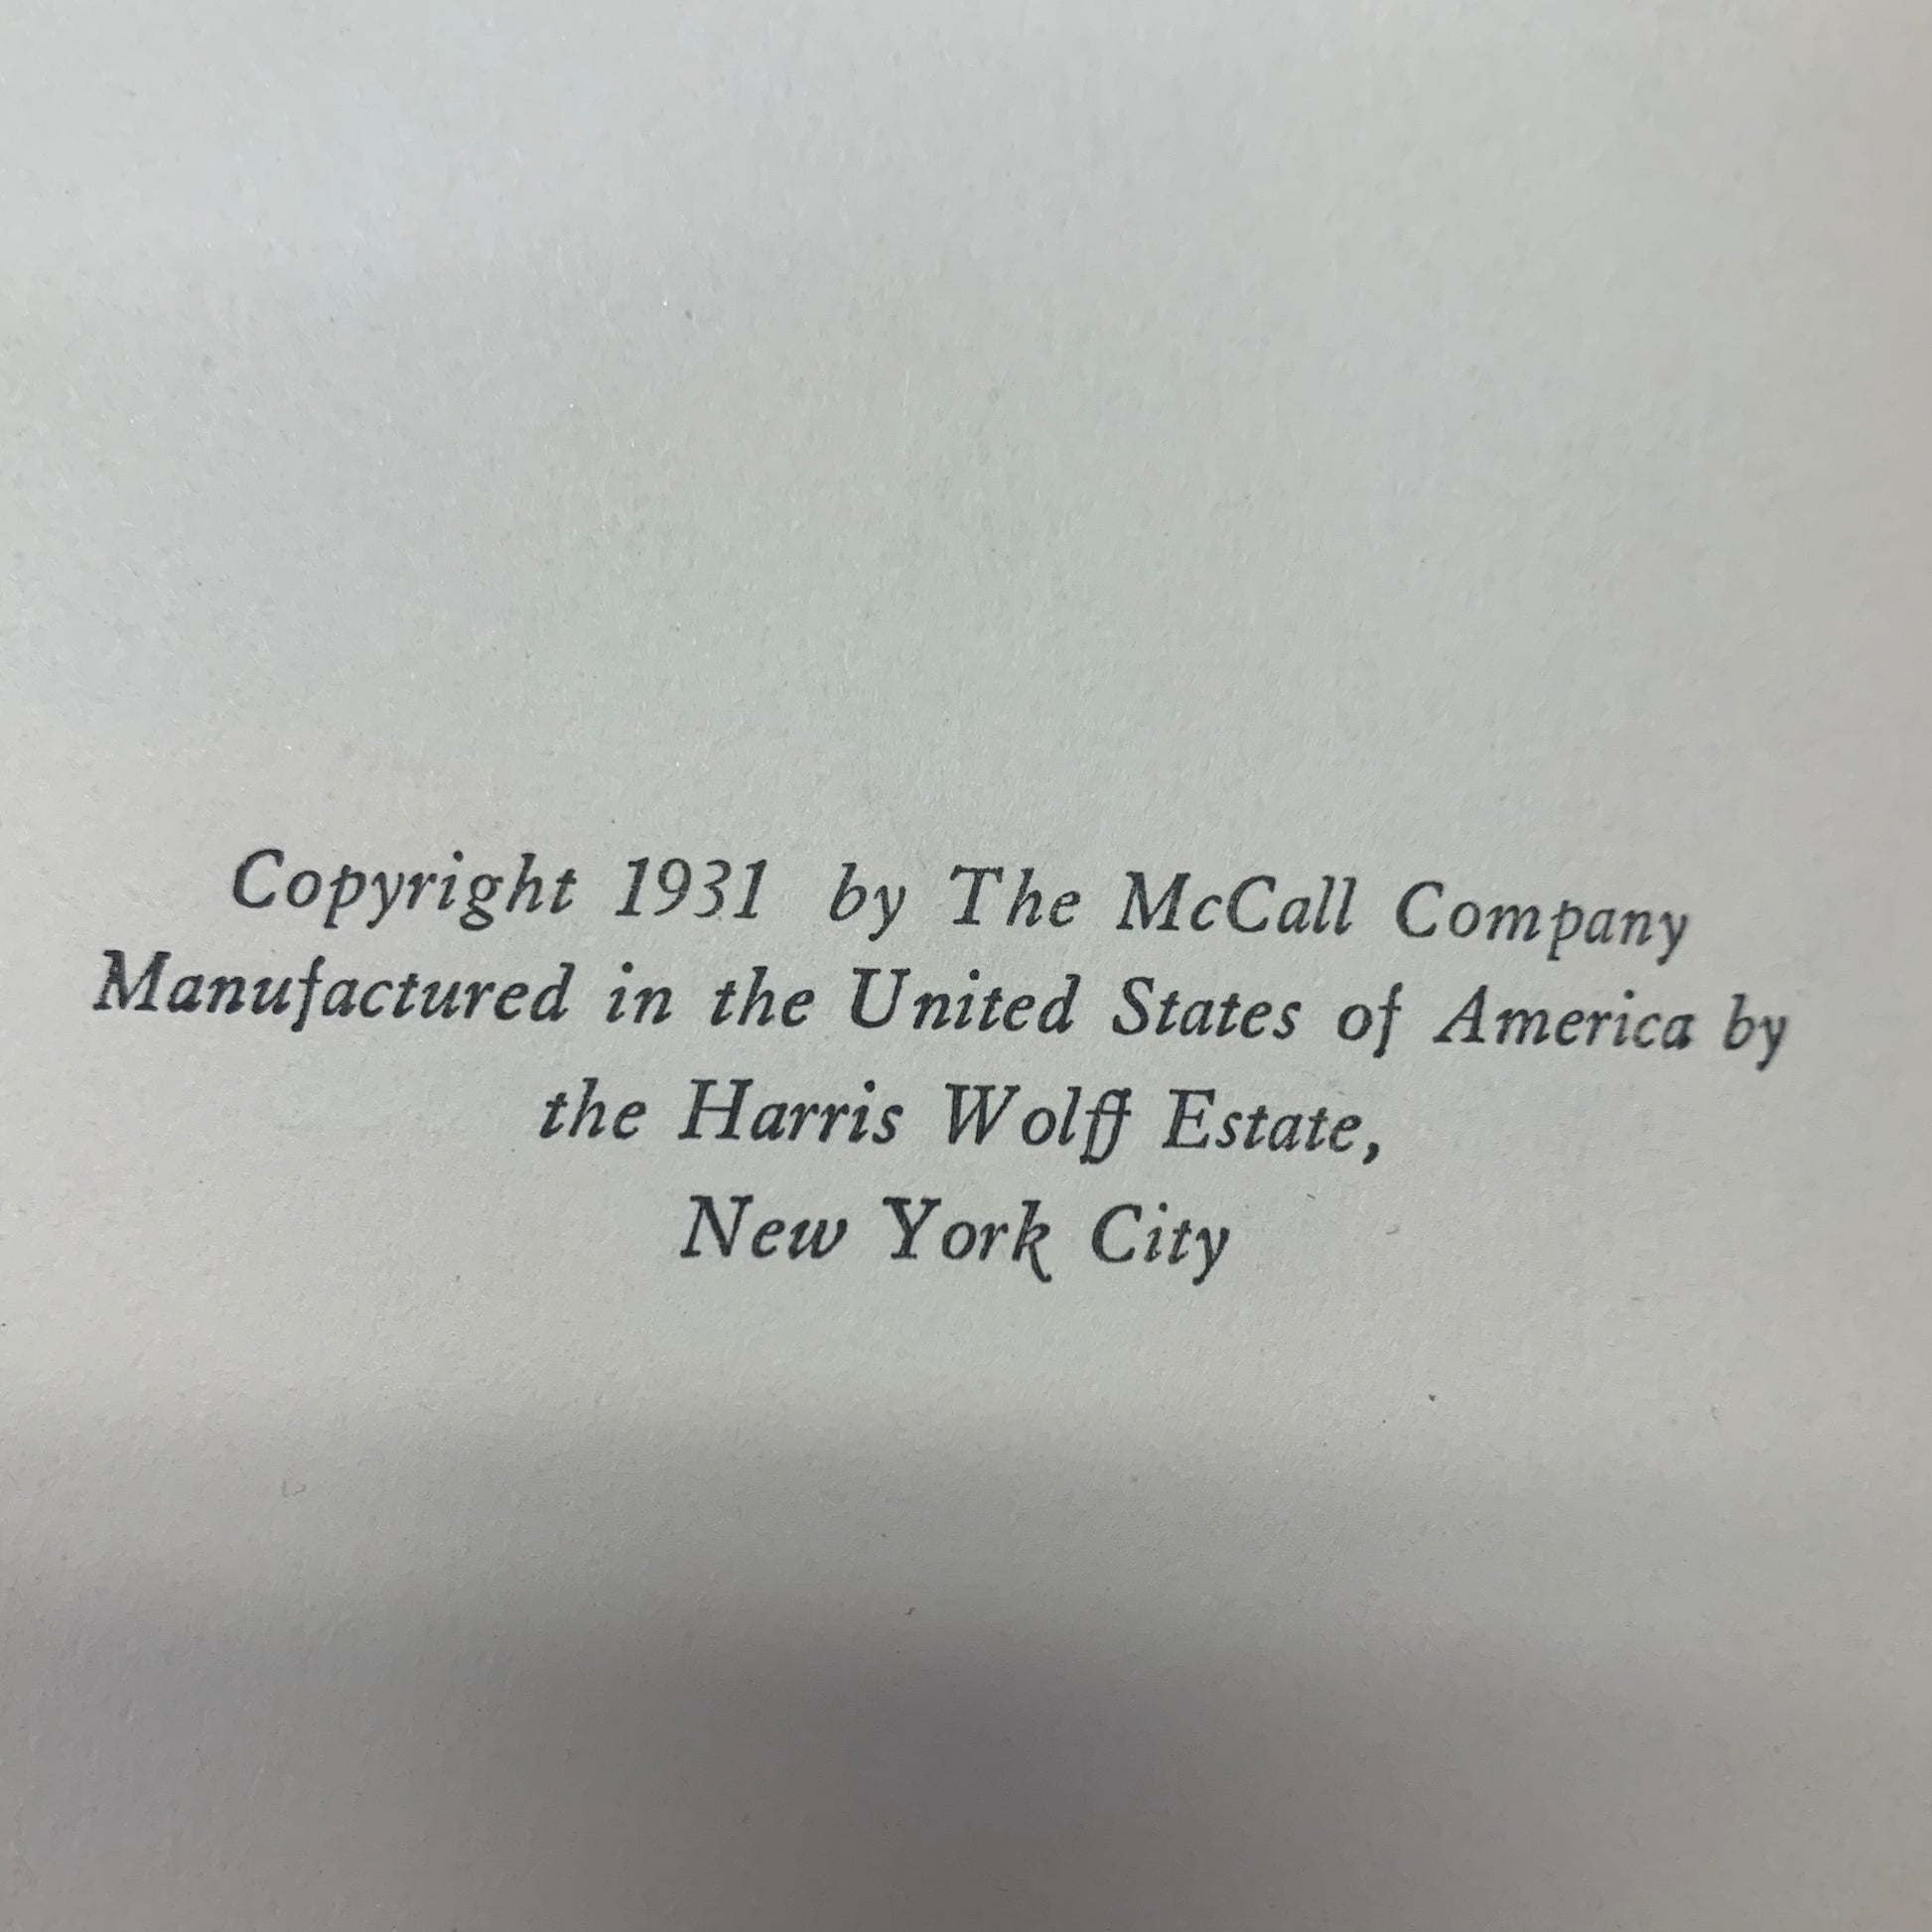 Copyright 1931 by The McCall Company
Manufactured in the United States of America by
the Harris Wolff Estate,
New York City